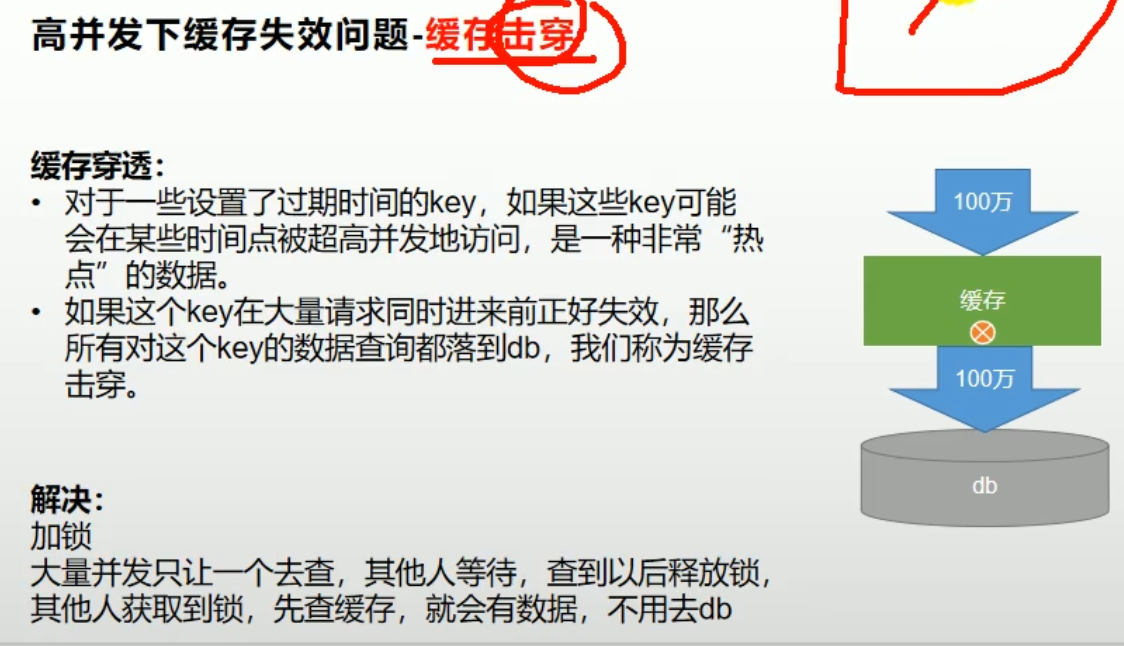 高并发下缓存失效问题-缓存击穿
缓存穿透：
• 对于一些设置了过期时间的key，如果这些key可能
会在某些时间点被超高并发地访问，是一种非常“热
点”的数据。
• 如果这个key在大量请求同时进来前正好失效，那么
所有对这个key的数据查询都落到db，我们称为缓存
击穿。
解决：
加锁
大量并发只让一个去查，其他人等待，查到以后释放锁，
其他人获取到锁，先查缓存，就会有数据，不用去db
100万
缓存
100万
db